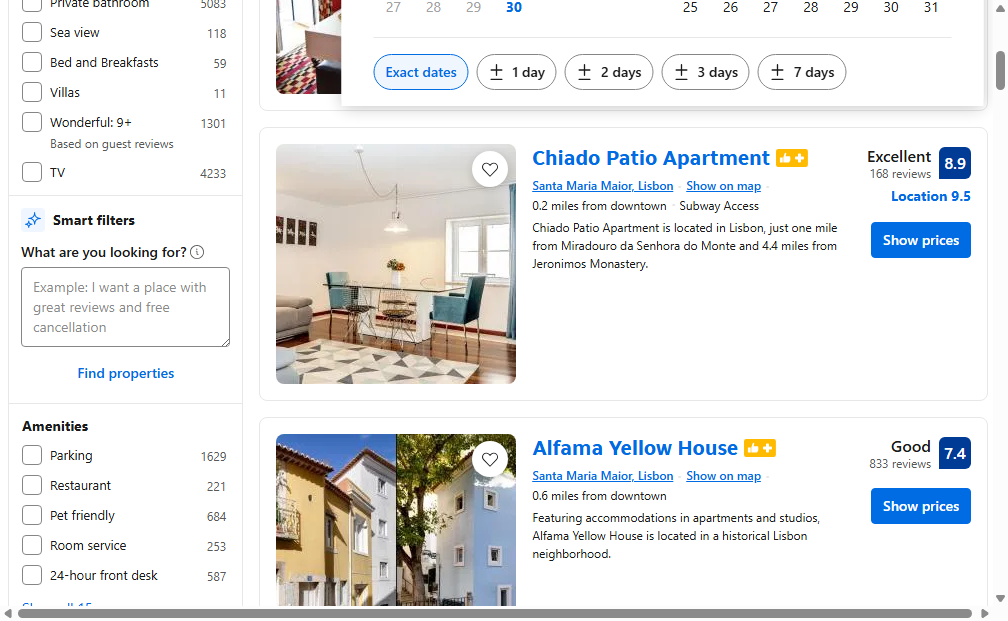 Private bathroom 5083
Sea view 118
Bed and Breakfasts 59
Villas 11
Wonderful: 9+ 1301
Based on guest reviews
TV 4233
Smart filters
What are you looking for?
Example: I want a place with
great reviews and free
cancellation
Find properties
Amenities
Parking 1629
Restaurant 221
Pet friendly 684
Room service 253
24-hour front desk 587
27 28 29 30
25 26 27 28 29 30 31
Exact dates
± 1 day
± 2 days
± 3 days
± 7 days
Chiado Patio Apartment
Santa Maria Maior, Lisbon · Show on map ·
0.2 miles from downtown · Subway Access
Chiado Patio Apartment is located in Lisbon, just one mile
from Miradouro da Senhora do Monte and 4.4 miles from
Jeronimos Monastery.
Excellent
168 reviews
8.9
Location 9.5
Show prices
Alfama Yellow House
Santa Maria Maior, Lisbon · Show on map ·
0.6 miles from downtown
Featuring accommodations in apartments and studios,
Alfama Yellow House is located in a historical Lisbon
neighborhood.
Good
833 reviews
7.4
Show prices